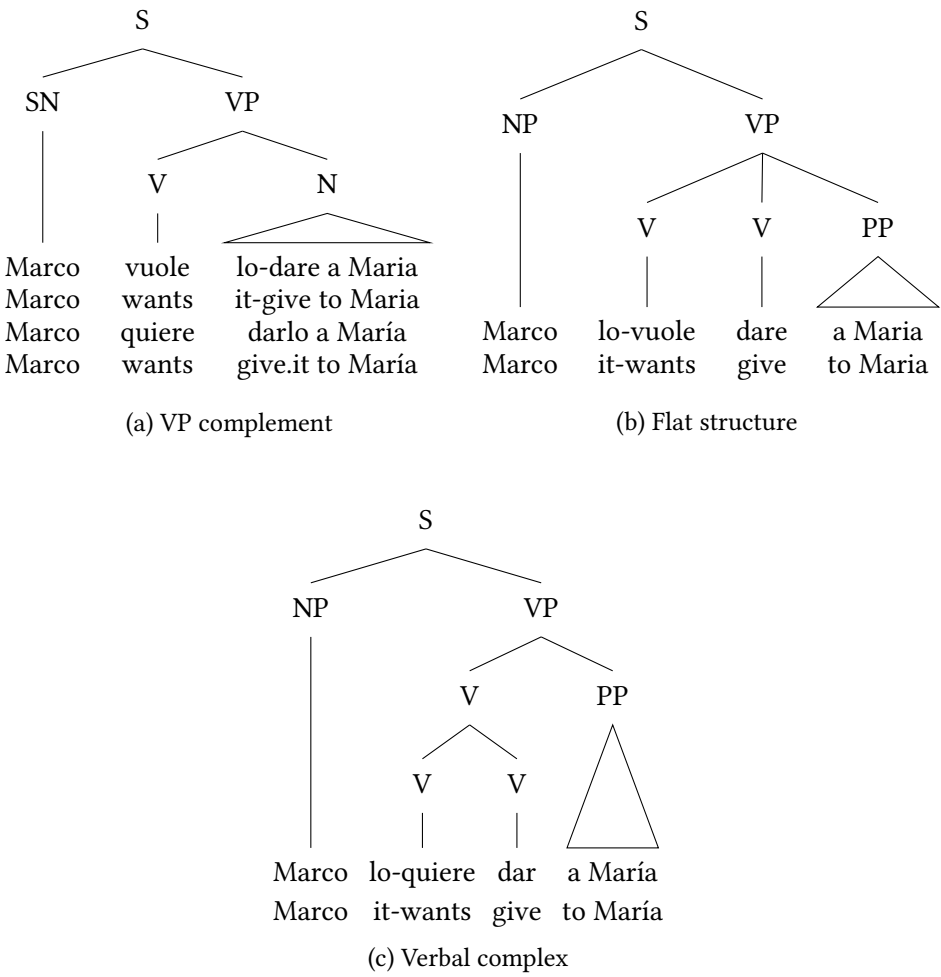 S
SN VP
V N
Marco vuole lo-dare a Maria
Marco wants it-give to Maria
Marco quiere darlo a María
Marco wants give.it to María
(a) VP complement
S
NP VP
V V PP
Marco lo-vuole dare a Maria
Marco it-wants give to Maria
(b) Flat structure
S
NP VP
V PP
V V
Marco lo-quiere dar a María
Marco it-wants give to María
(c) Verbal complex